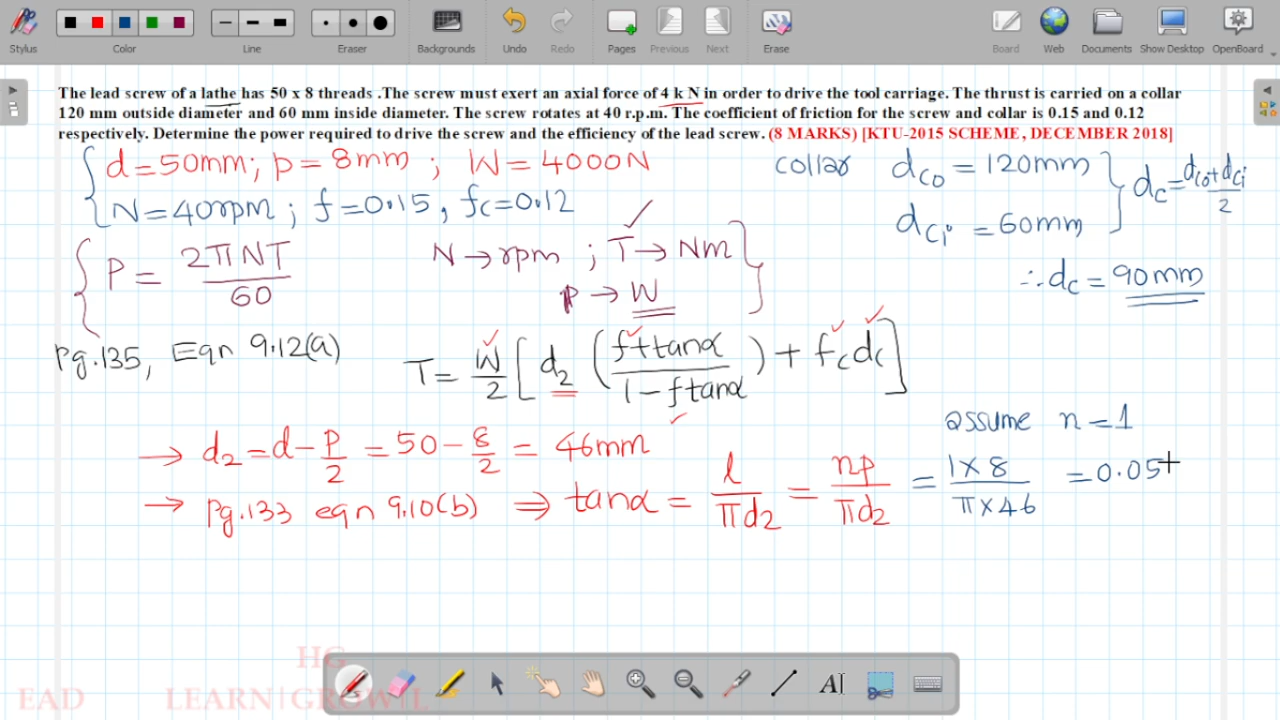 Stylus Color Line Eraser Backgrounds Undo Redo Pages Previous Next Erase Board Web Documents Show Desktop OpenBoard
The lead screw of a lathe has 50 x 8 threads .The screw must exert an axial force of 4 k N in order to drive the tool carriage. The thrust is carried on a collar
120 mm outside diameter and 60 mm inside diameter. The screw rotates at 40 r.p.m. The coefficient of friction for the screw and collar is 0.15 and 0.12
respectively. Determine the power required to drive the screw and the efficiency of the lead screw. (8 MARKS) [KTU-2015 SCHEME, DECEMBER 2018]
d = 50mm; p = 8mm ; W = 4000N
N = 40rpm ; f = 0.15 , fc = 0.12
collar dco = 120mm
dci = 60mm
dc = dco + dci / 2
∴ dc = 90mm
P = 2πNT / 60
N → rpm ; T → Nm
P → W
Pg.135, Eqn 9.12(a) T = W/2 [ d2 ( f + tanα / 1 - f tanα ) + fc dc ]
→ d2 = d - P/2 = 50 - 8/2 = 46mm
assume n = 1
→ Pg.133 eqn 9.10(b) ⇒ tanα = l / πd2 = np / πd2 = 1 × 8 / π × 46 = 0.05
HG
EAD LEARN|GROW|L